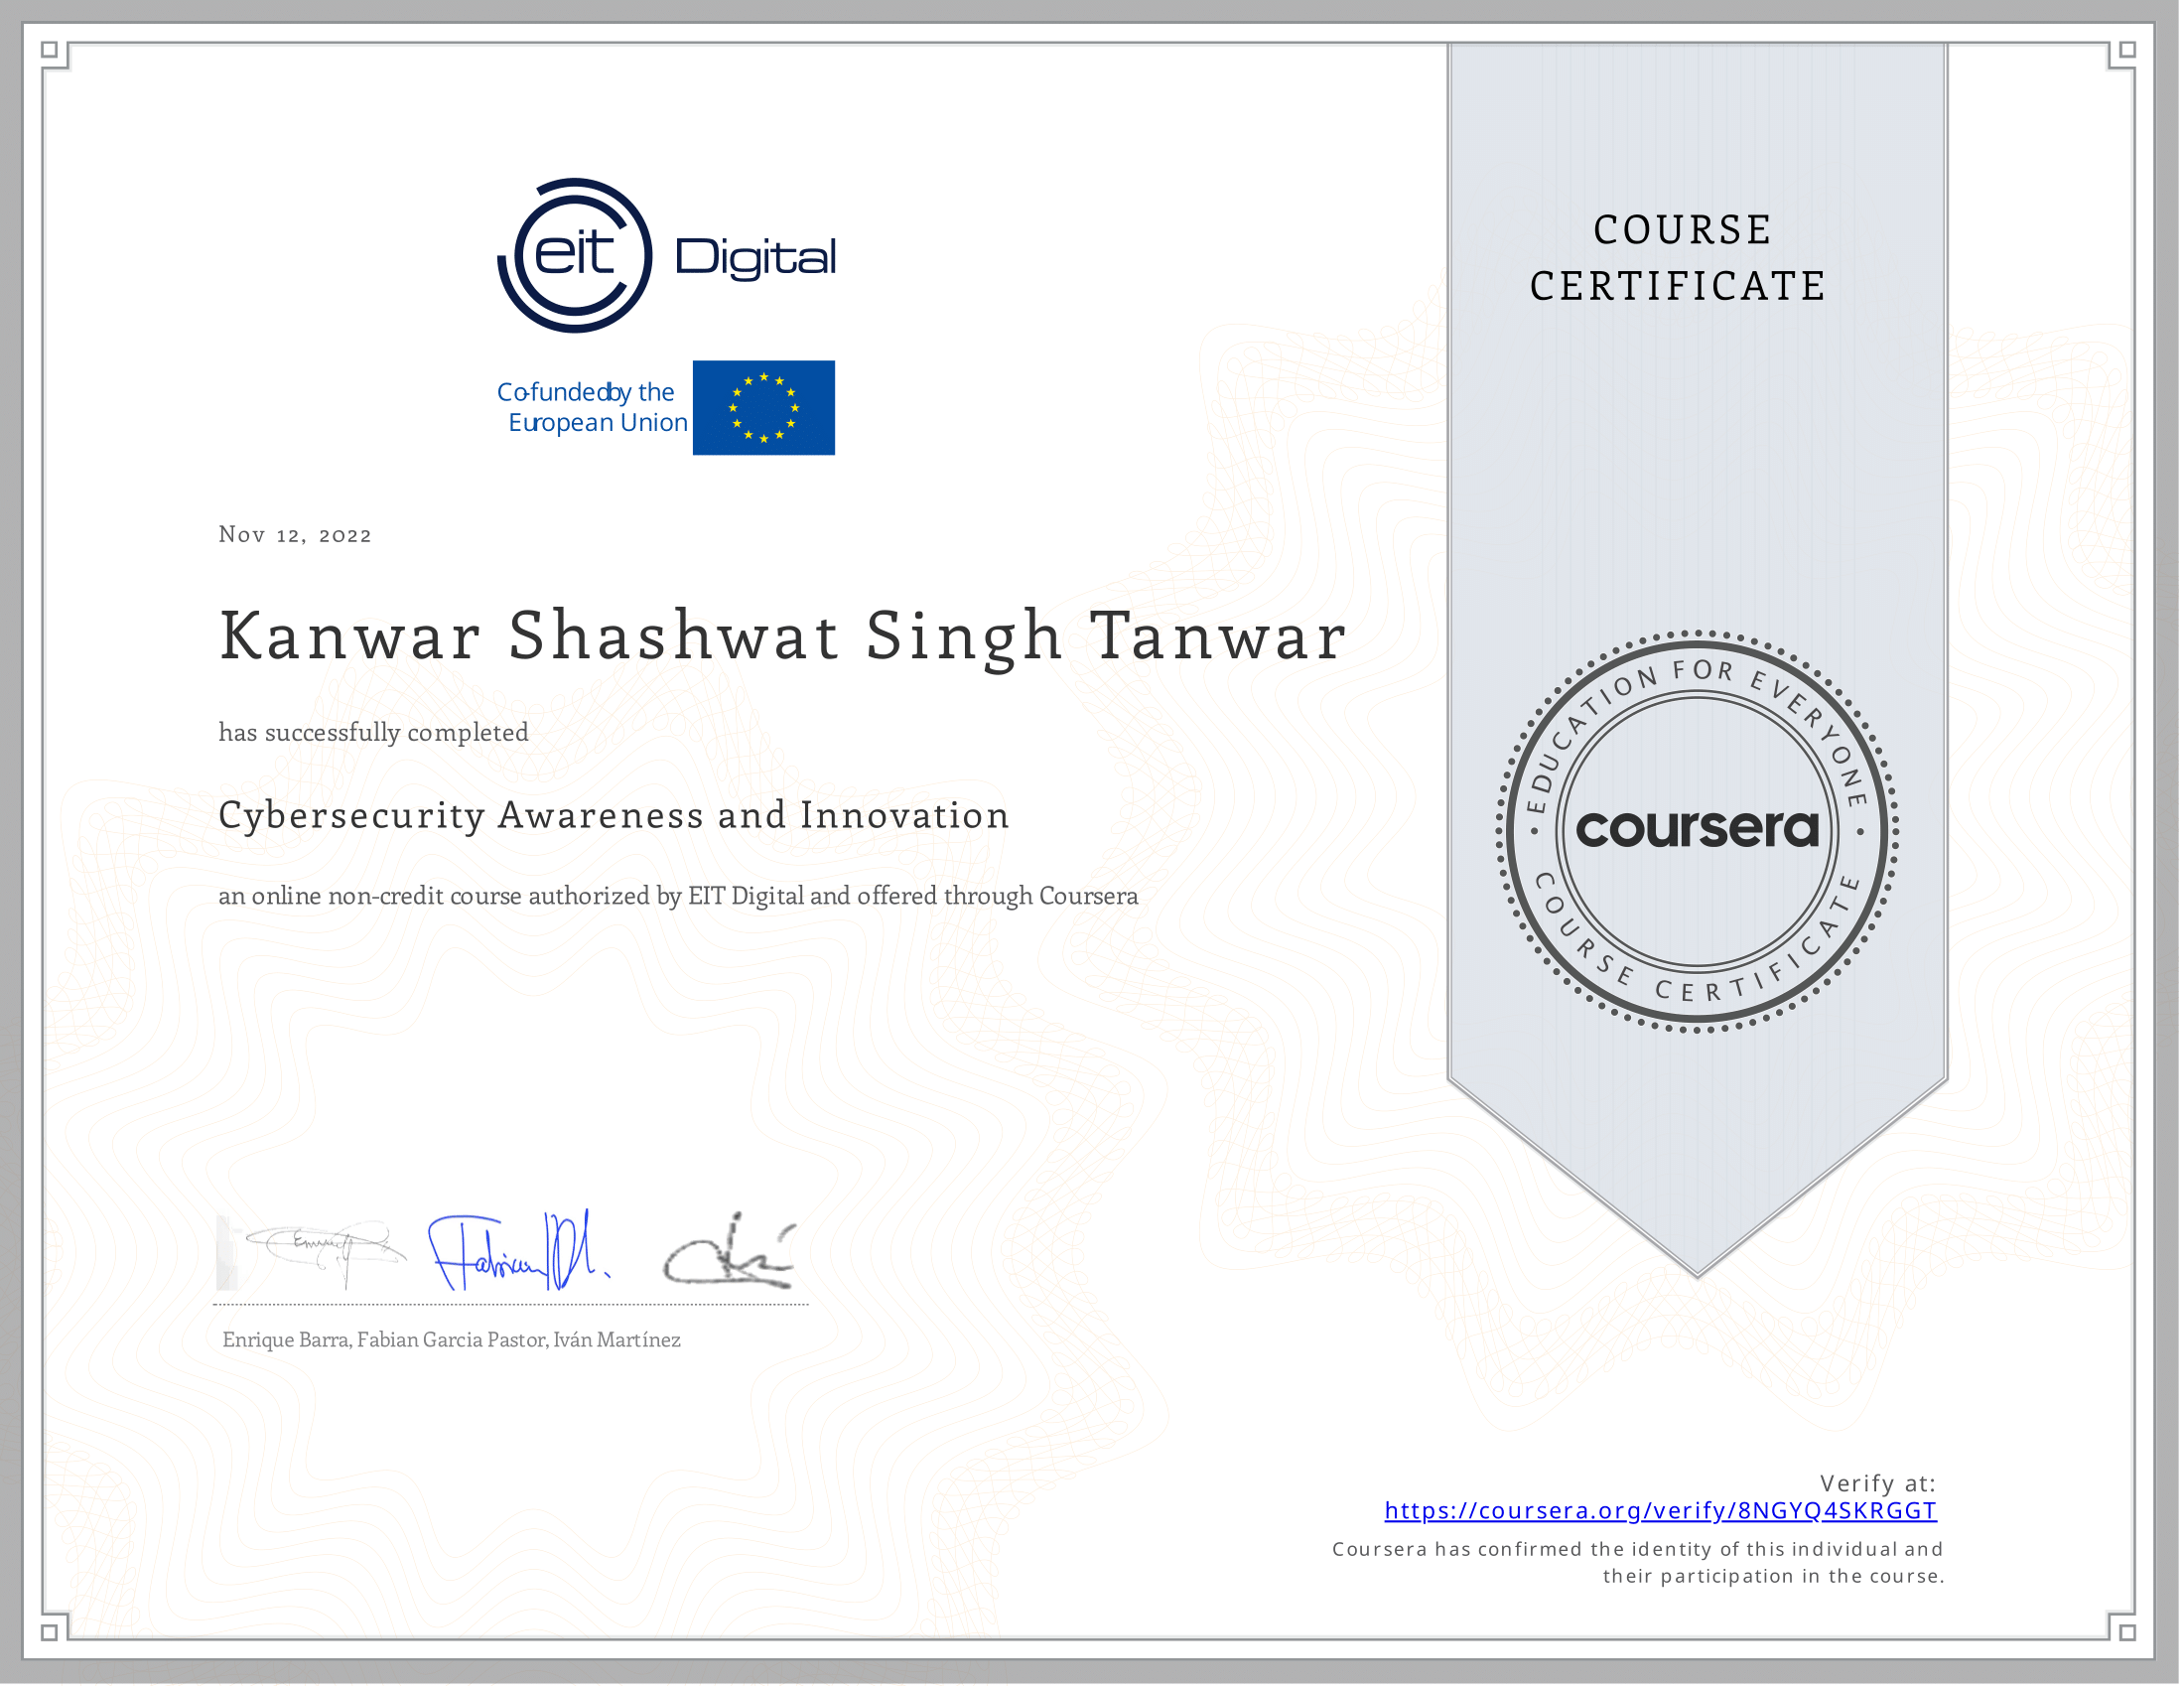 eit Digital
Co-funded by the
European Union
COURSE
CERTIFICATE
Nov 12, 2022
Kanwar Shashwat Singh Tanwar
has successfully completed
Cybersecurity Awareness and Innovation
an online non-credit course authorized by EIT Digital and offered through Coursera
EDUCATION FOR EVERYONE
coursera
COURSE CERTIFICATE
Enrique Barra, Fabian Garcia Pastor, Iván Martínez
Verify at:
https://coursera.org/verify/8NGYQ4SKRGGT
Coursera has confirmed the identity of this individual and
their participation in the course.